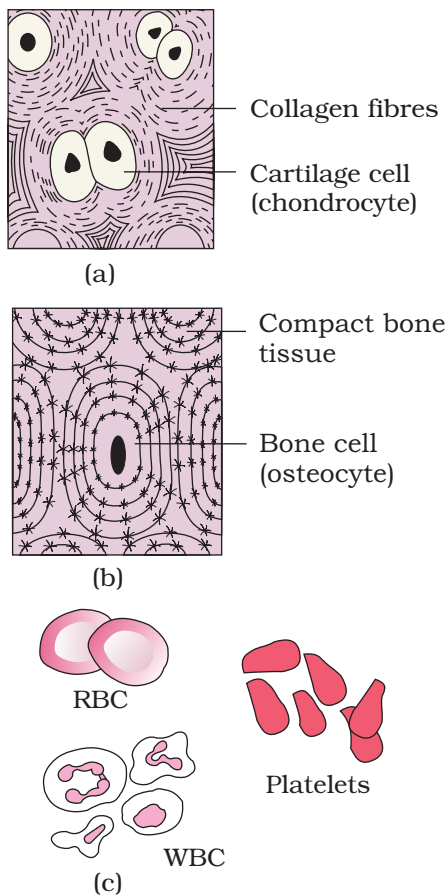 Collagen fibres
Cartilage cell
(chondrocyte)
(a)
Compact bone
tissue
Bone cell
(osteocyte)
(b)
RBC
Platelets
WBC
(c)